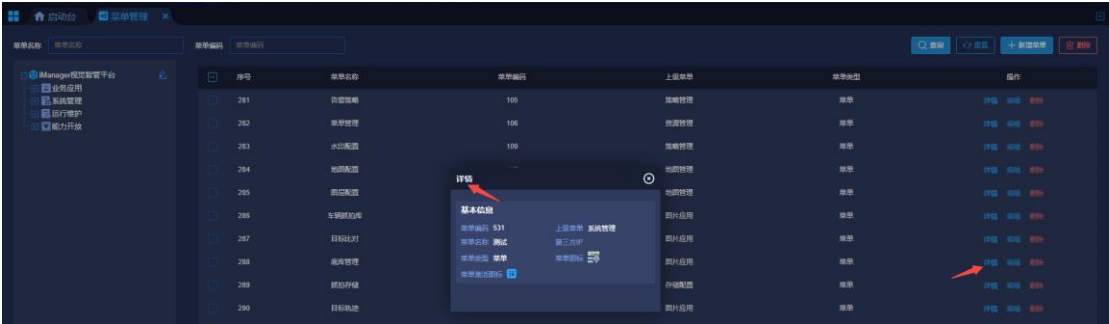 启动台 菜单管理 ×
菜单名称 菜单名称 菜单编码 菜单编码 查询 重置 + 新增菜单 删除
iManager视觉智管平台
业务应用
系统管理
运行维护
能力开放
序号 菜单名称 菜单编码 上级菜单 菜单类型 操作
281 告警策略 105 策略管理 菜单 详情 编辑 删除
282 菜单管理 106 资源管理 菜单 详情 编辑 删除
283 水印配置 109 策略管理 菜单 详情 编辑 删除
284 地图配置 地图管理 菜单 详情 编辑 删除
285 图层配置 地图管理 菜单 详情 编辑 删除
286 车辆抓拍库 图片应用 菜单 详情 编辑 删除
287 目标比对 图片应用 菜单 详情 编辑 删除
288 底库管理 图片应用 菜单 详情 编辑 删除
289 抓拍存储 存储配置 菜单 详情 编辑 删除
290 目标轨迹 图片应用 菜单 详情 编辑 删除
详情
基本信息
菜单编码 531 上级菜单 系统管理
菜单名称 测试 第三方IP
菜单类型 菜单 菜单图标
菜单激活图标